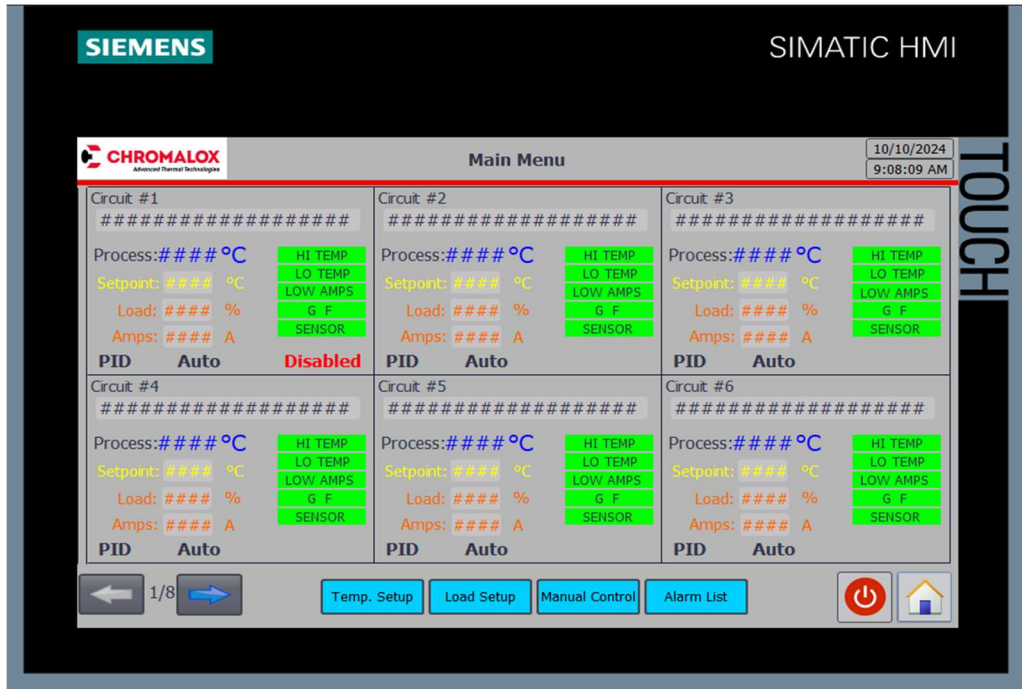 SIEMENS
SIMATIC HMI
TOUCH
CHROMALOX
Advanced Thermal Technologies
Main Menu
10/10/2024
9:08:09 AM
Circuit #1
###################
Process:####°C
Setpoint: #### °C
Load: #### %
Amps: #### A
HI TEMP
LO TEMP
LOW AMPS
G F
SENSOR
PID Auto Disabled
Circuit #2
###################
Process:####°C
Setpoint: #### °C
Load: #### %
Amps: #### A
HI TEMP
LO TEMP
LOW AMPS
G F
SENSOR
PID Auto
Circuit #3
###################
Process:####°C
Setpoint: #### °C
Load: #### %
Amps: #### A
HI TEMP
LO TEMP
LOW AMPS
G F
SENSOR
PID Auto
Circuit #4
###################
Process:####°C
Setpoint: #### °C
Load: #### %
Amps: #### A
HI TEMP
LO TEMP
LOW AMPS
G F
SENSOR
PID Auto
Circuit #5
###################
Process:####°C
Setpoint: #### °C
Load: #### %
Amps: #### A
HI TEMP
LO TEMP
LOW AMPS
G F
SENSOR
PID Auto
Circuit #6
###################
Process:####°C
Setpoint: #### °C
Load: #### %
Amps: #### A
HI TEMP
LO TEMP
LOW AMPS
G F
SENSOR
PID Auto
1/8
Temp. Setup
Load Setup
Manual Control
Alarm List